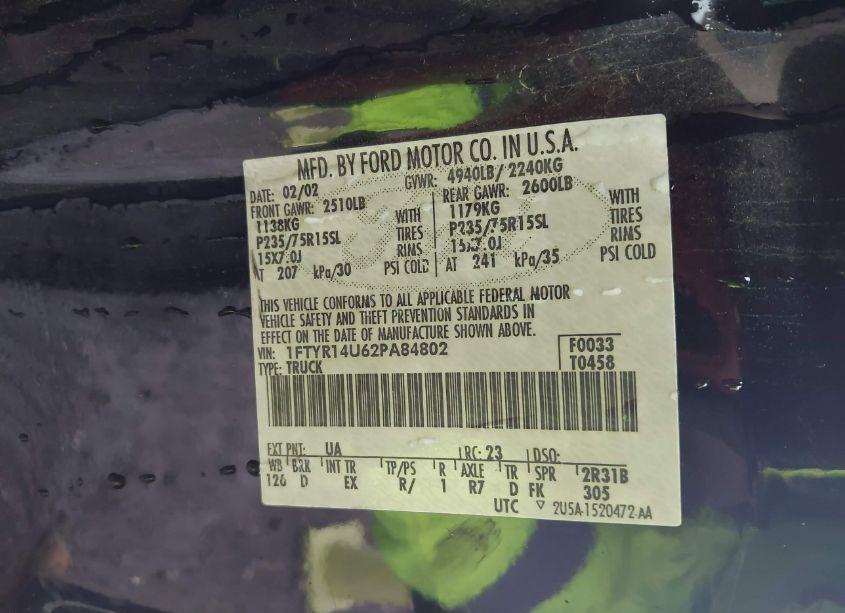 MFD. BY FORD MOTOR CO. IN U.S.A.
DATE: 02/02 GVWR: 4940LB/ 2240KG
FRONT GAWR: 2510LB REAR GAWR: 2600LB
1138KG WITH 1179KG WITH
P235/75R15SL TIRES P235/75R15SL TIRES
15X7.0J RIMS 15X7.0J RIMS
AT 207 kPa/30 PSI COLD AT 241 kPa/35 PSI COLD
THIS VEHICLE CONFORMS TO ALL APPLICABLE FEDERAL MOTOR
VEHICLE SAFETY AND THEFT PREVENTION STANDARDS IN
EFFECT ON THE DATE OF MANUFACTURE SHOWN ABOVE.
VIN: 1FTYR14U62PA84802 F0033
TYPE: TRUCK T0458
EXT PNT: UA RC: 23 DSO:
WB BRK INT TR TP/PS R AXLE TR SPR 2R31B
126 D EX R/ 1 R7 D FK 305
UTC ▽ 2U5A-1520472-AA